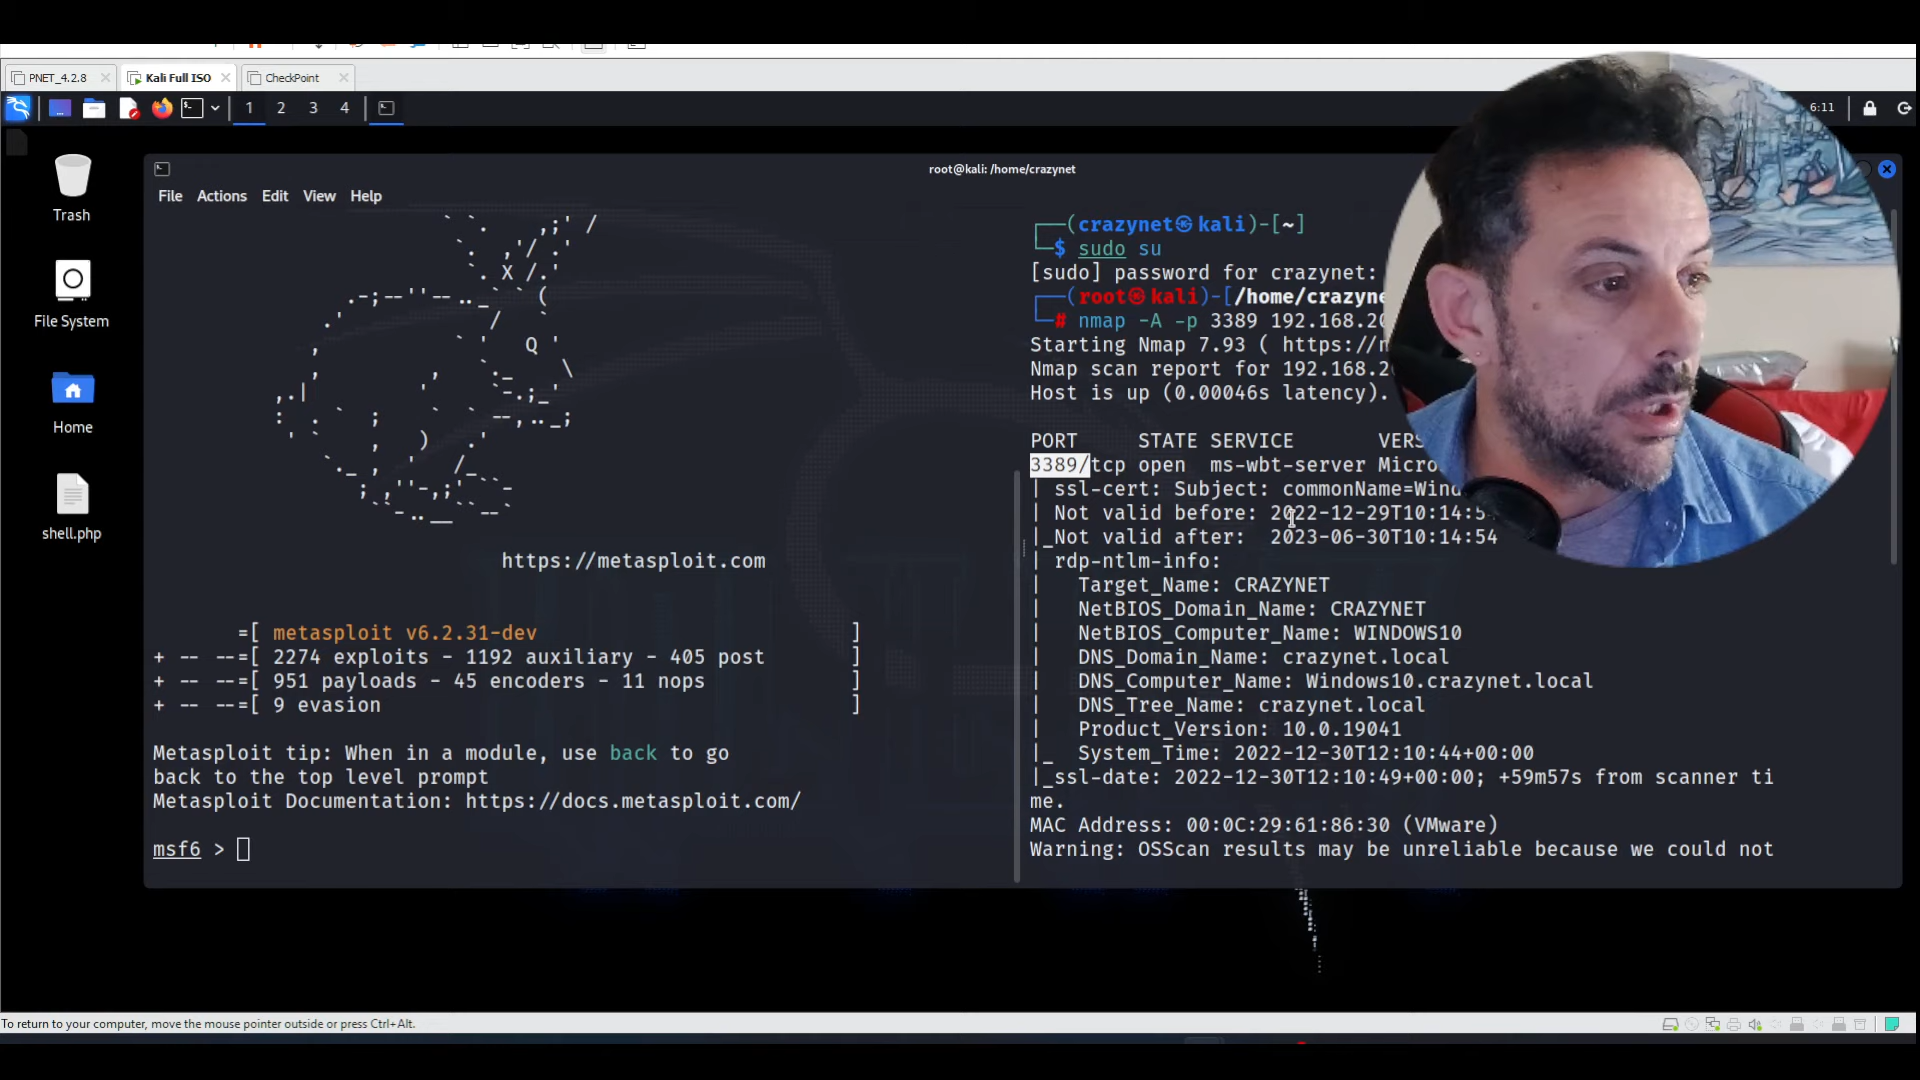 PNET_4.2.8
Kali Full ISO
CheckPoint
1 2 3 4
6:11
root@kali: /home/crazynet
File Actions Edit View Help
Trash
File System
Home
shell.php
https://metasploit.com
=[ metasploit v6.2.31-dev ]
+ -- --=[ 2274 exploits - 1192 auxiliary - 405 post ]
+ -- --=[ 951 payloads - 45 encoders - 11 nops ]
+ -- --=[ 9 evasion ]
Metasploit tip: When in a module, use back to go
back to the top level prompt
Metasploit Documentation: https://docs.metasploit.com/
msf6 >
┌──(crazynet㉿kali)-[~]
└─$ sudo su
[sudo] password for crazynet:
┌──(root㉿kali)-[/home/crazyne
└─# nmap -A -p 3389 192.168.20
Starting Nmap 7.93 ( https://n
Nmap scan report for 192.168.20
Host is up (0.00046s latency).
PORT STATE SERVICE VERS
3389/tcp open ms-wbt-server Micro
| ssl-cert: Subject: commonName=Wind
| Not valid before: 2022-12-29T10:14:5
|_Not valid after: 2023-06-30T10:14:54
| rdp-ntlm-info:
| Target_Name: CRAZYNET
| NetBIOS_Domain_Name: CRAZYNET
| NetBIOS_Computer_Name: WINDOWS10
| DNS_Domain_Name: crazynet.local
| DNS_Computer_Name: Windows10.crazynet.local
| DNS_Tree_Name: crazynet.local
| Product_Version: 10.0.19041
|_ System_Time: 2022-12-30T12:10:44+00:00
|_ssl-date: 2022-12-30T12:10:49+00:00; +59m57s from scanner ti
me.
MAC Address: 00:0C:29:61:86:30 (VMware)
Warning: OSScan results may be unreliable because we could not
To return to your computer, move the mouse pointer outside or press Ctrl+Alt.